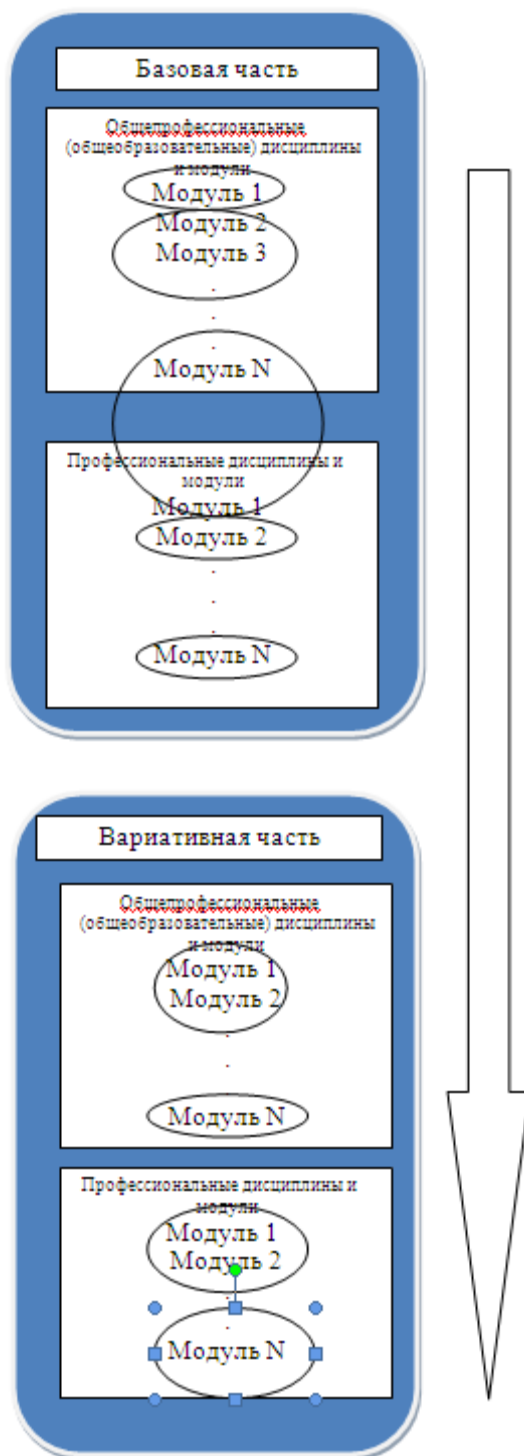 Базовая часть
Общепрофессиональные
(общеобразовательные) дисциплины
и модули
Модуль 1
Модуль 2
Модуль 3
.
.
.
Модуль N
Профессиональные дисциплины и
модули
Модуль 1
Модуль 2
.
.
.
Модуль N
Вариативная часть
Общепрофессиональные
(общеобразовательные) дисциплины
и модули
Модуль 1
Модуль 2
.
.
Модуль N
Профессиональные дисциплины и
модули
Модуль 1
Модуль 2
.
.
Модуль N